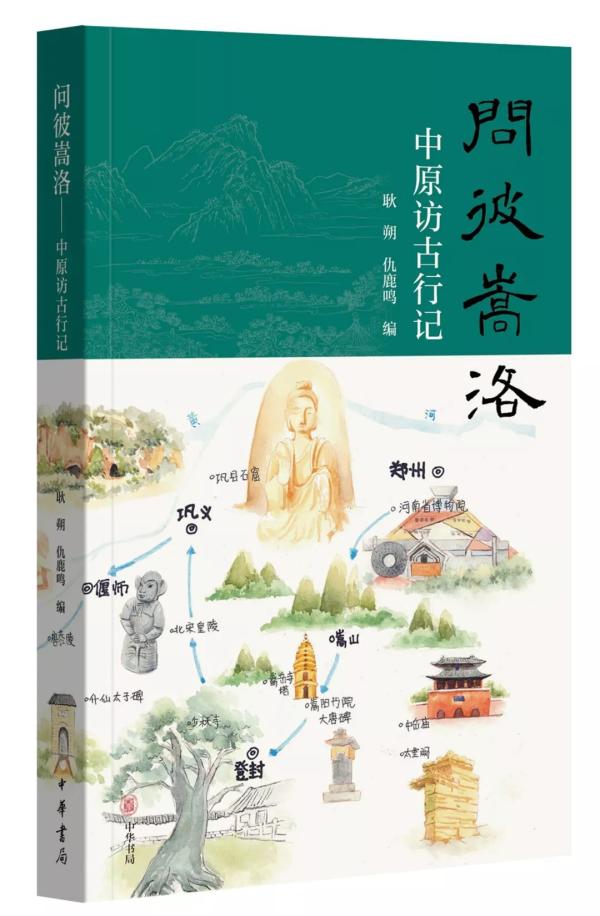 問彼嵩洛
中原访古行记
耿朔 仇鹿鸣 编
问彼嵩洛——中原访古行记
耿朔 仇鹿鸣 编
中華書局
黄河
巩县石窟
郑州
河南省博物院
巩义
偃师
北宋皇陵
嵩山
嵩岳寺塔
嵩阳书院
大唐碑
中岳庙
太室阙
升仙太子碑
少林寺
登封
中华书局